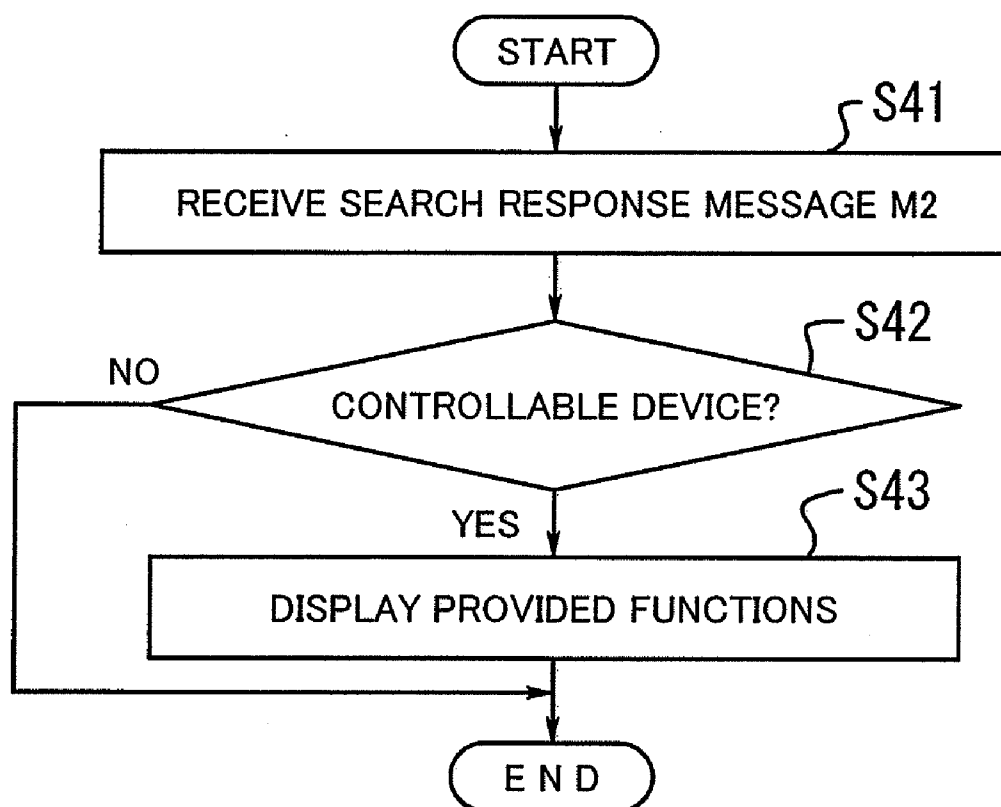 START
S41
RECEIVE SEARCH RESPONSE MESSAGE M2
S42
NO
CONTROLLABLE DEVICE?
S43
YES
DISPLAY PROVIDED FUNCTIONS
END